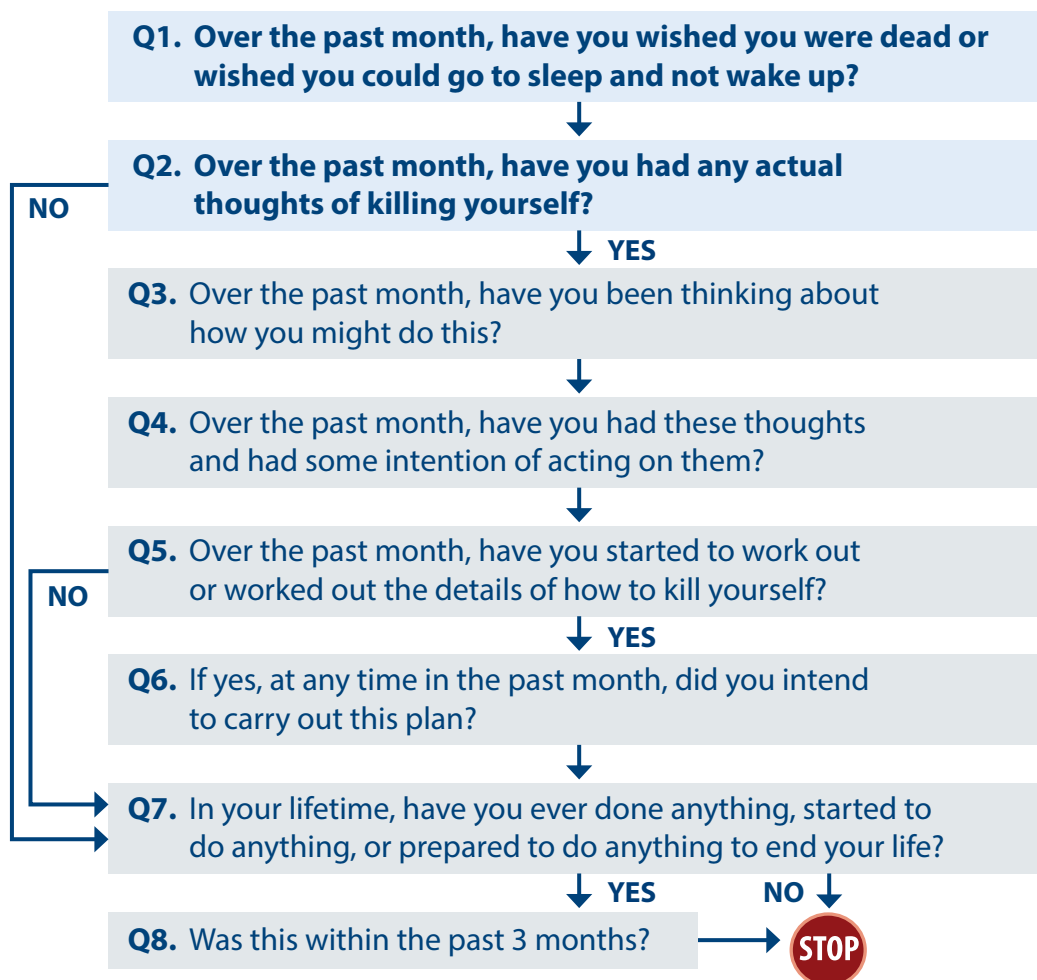 Q1. Over the past month, have you wished you were dead or
wished you could go to sleep and not wake up?
Q2. Over the past month, have you had any actual
thoughts of killing yourself?
NO
YES
Q3. Over the past month, have you been thinking about
how you might do this?
Q4. Over the past month, have you had these thoughts
and had some intention of acting on them?
Q5. Over the past month, have you started to work out
or worked out the details of how to kill yourself?
NO
YES
Q6. If yes, at any time in the past month, did you intend
to carry out this plan?
Q7. In your lifetime, have you ever done anything, started to
do anything, or prepared to do anything to end your life?
YES NO
Q8. Was this within the past 3 months?
STOP